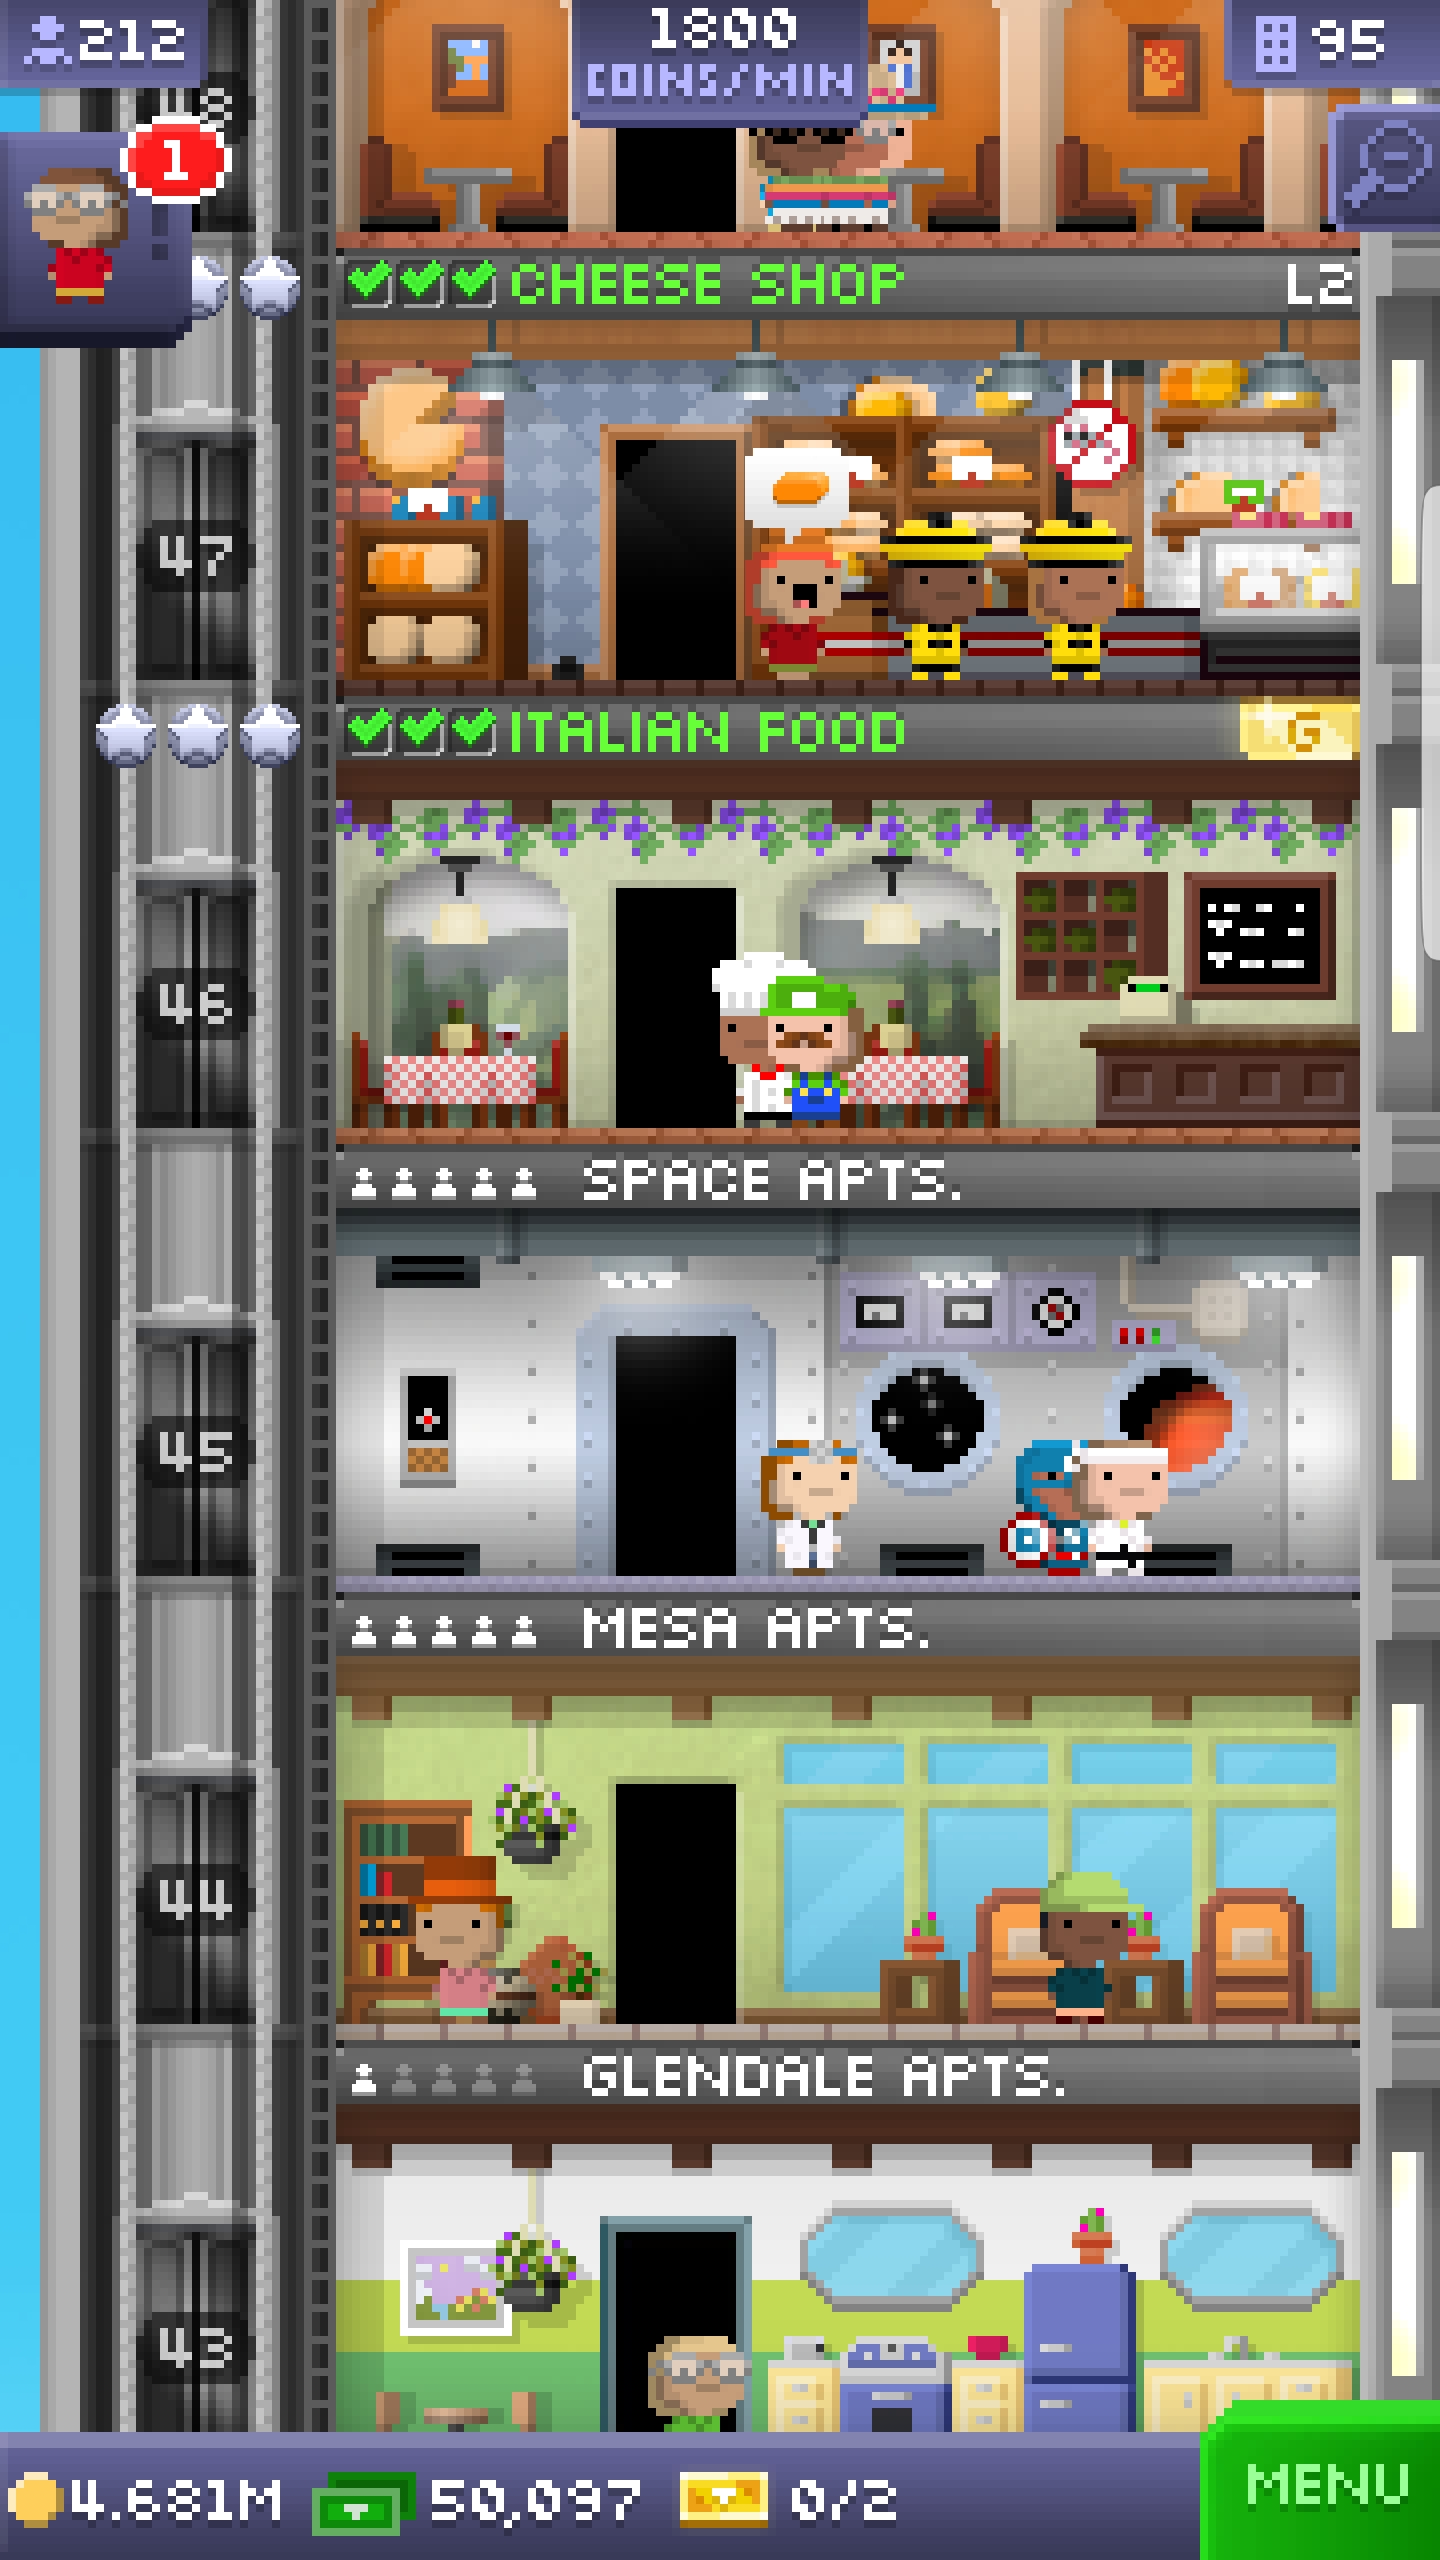 212
1800
COINS/MIN
95
48
1
CHEESE SHOP
L2
47
ITALIAN FOOD
G
46
SPACE APTS.
45
MESA APTS.
44
GLENDALE APTS.
43
4.681M
50,097
0/2
MENU